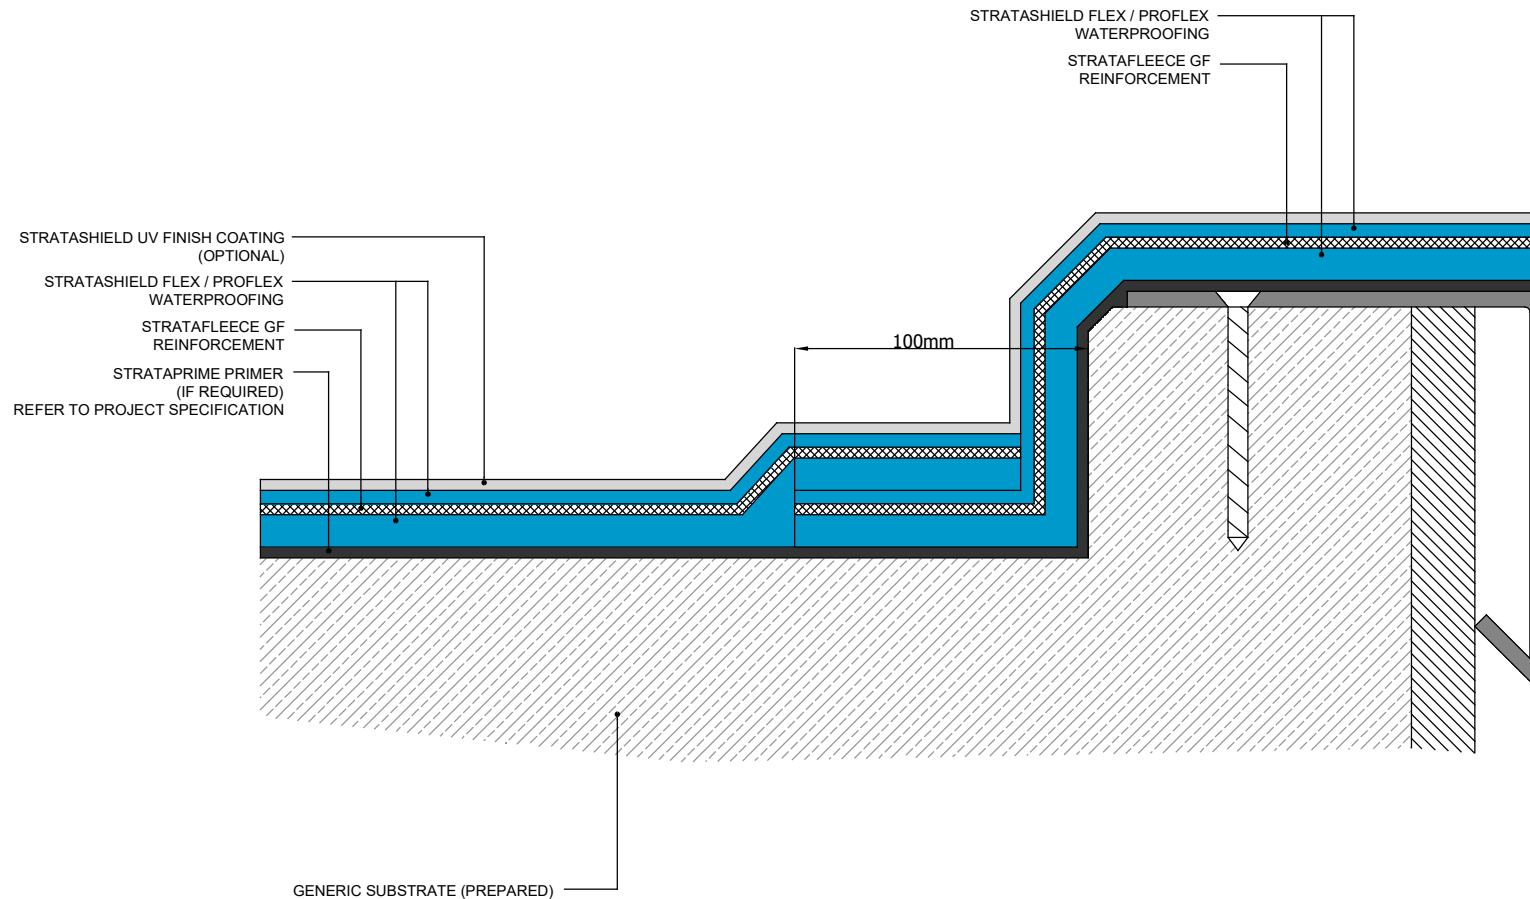 STRATASHIELD FLEX / PROFLEX
WATERPROOFING
STRATAFLEECE GF
REINFORCEMENT
STRATASHIELD UV FINISH COATING
(OPTIONAL)
STRATASHIELD FLEX / PROFLEX
WATERPROOFING
STRATAFLEECE GF
REINFORCEMENT
STRATAPRIME PRIMER
(IF REQUIRED)
REFER TO PROJECT SPECIFICATION
100mm
GENERIC SUBSTRATE (PREPARED)